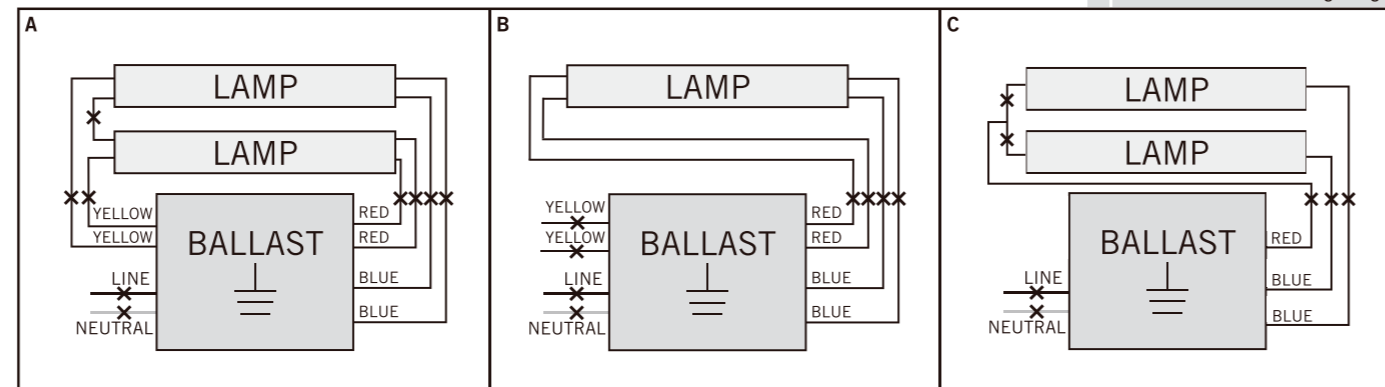 A
LAMP
LAMP
YELLOW
YELLOW
LINE
NEUTRAL
BALLAST
RED
RED
BLUE
BLUE
B
LAMP
YELLOW
YELLOW
LINE
NEUTRAL
BALLAST
RED
RED
BLUE
BLUE
C
LAMP
LAMP
LINE
NEUTRAL
BALLAST
RED
BLUE
BLUE